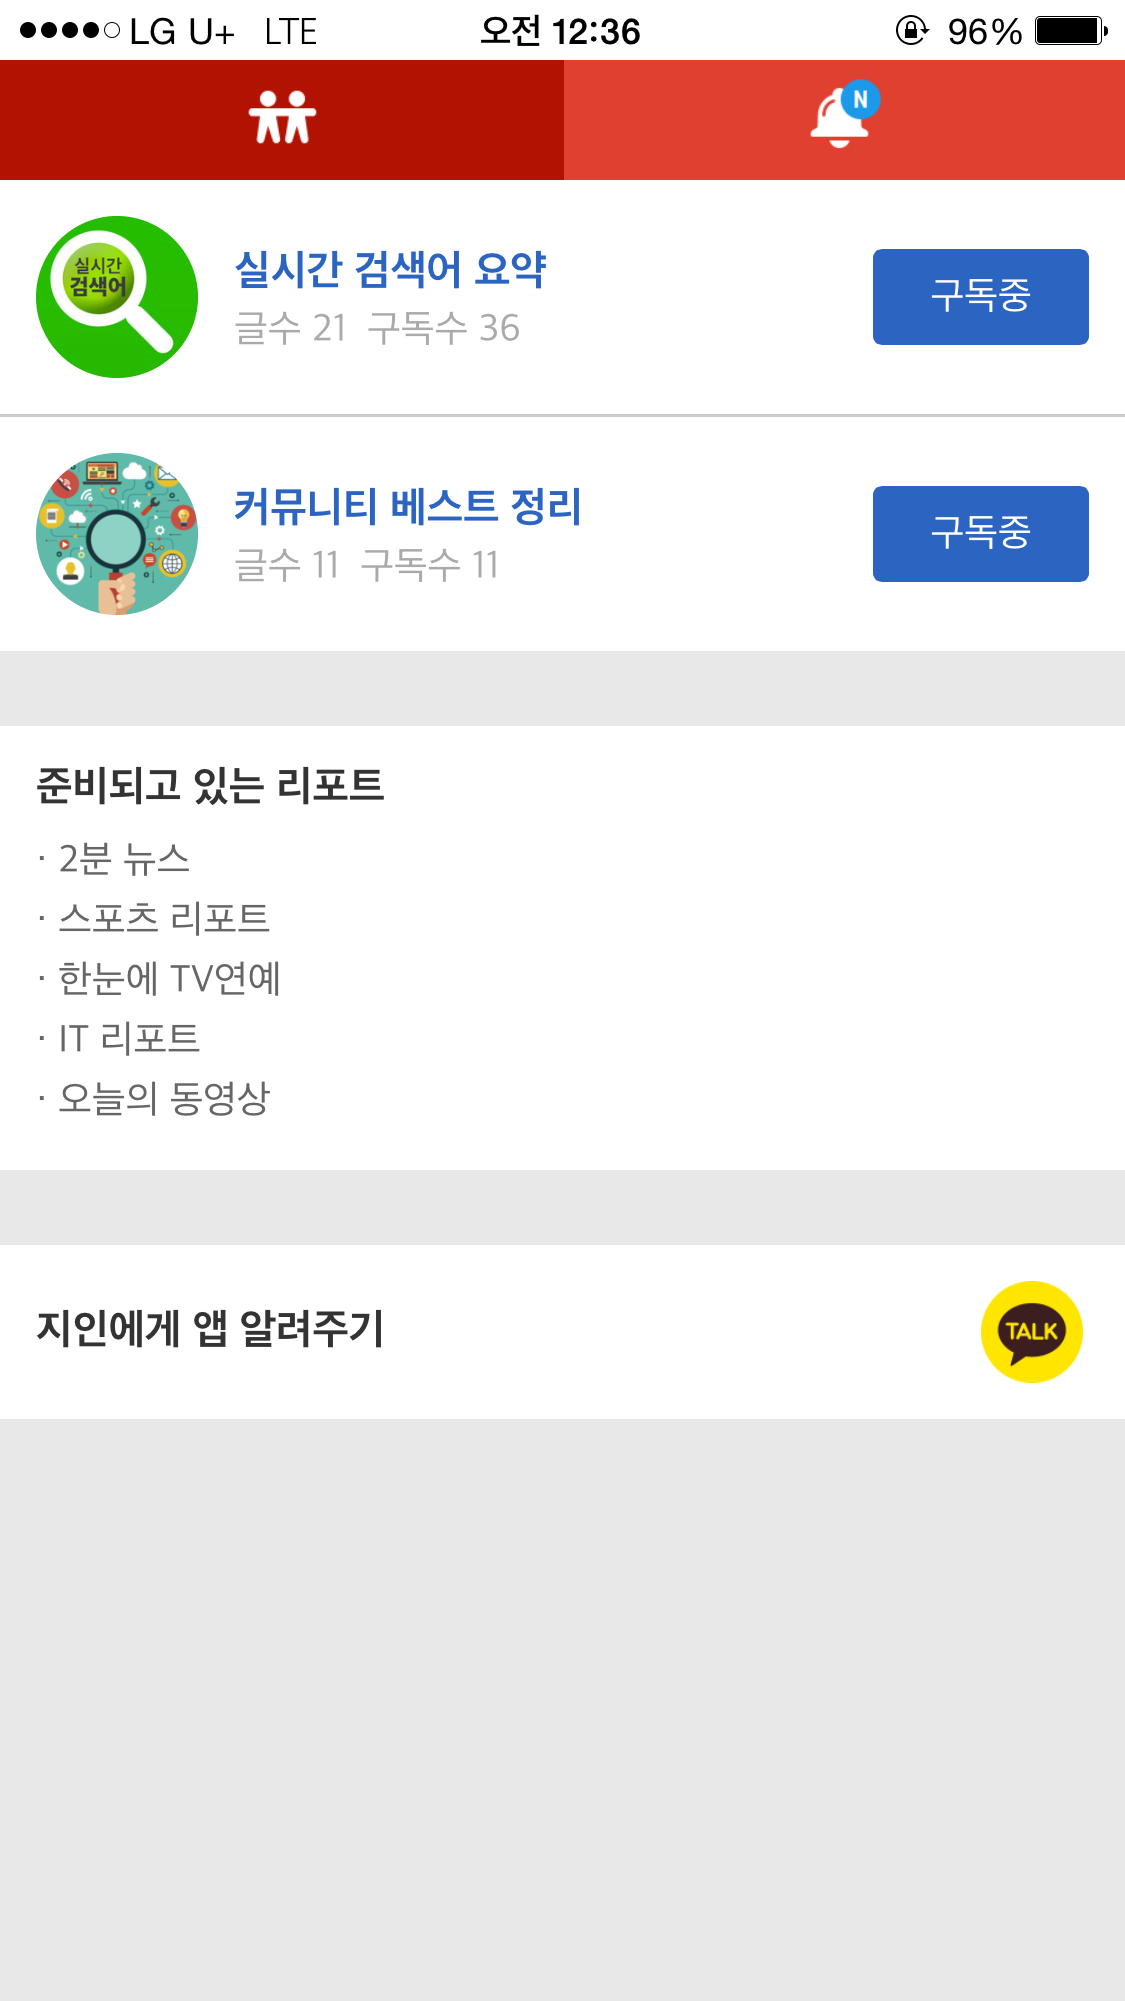 LG U+ LTE 오전 12:36 96%
N
실시간
검색어
실시간 검색어 요약
글수 21 구독수 36
구독중
커뮤니티 베스트 정리
글수 11 구독수 11
구독중
준비되고 있는 리포트
· 2분 뉴스
· 스포츠 리포트
· 한눈에 TV연예
· IT 리포트
· 오늘의 동영상
지인에게 앱 알려주기
TALK